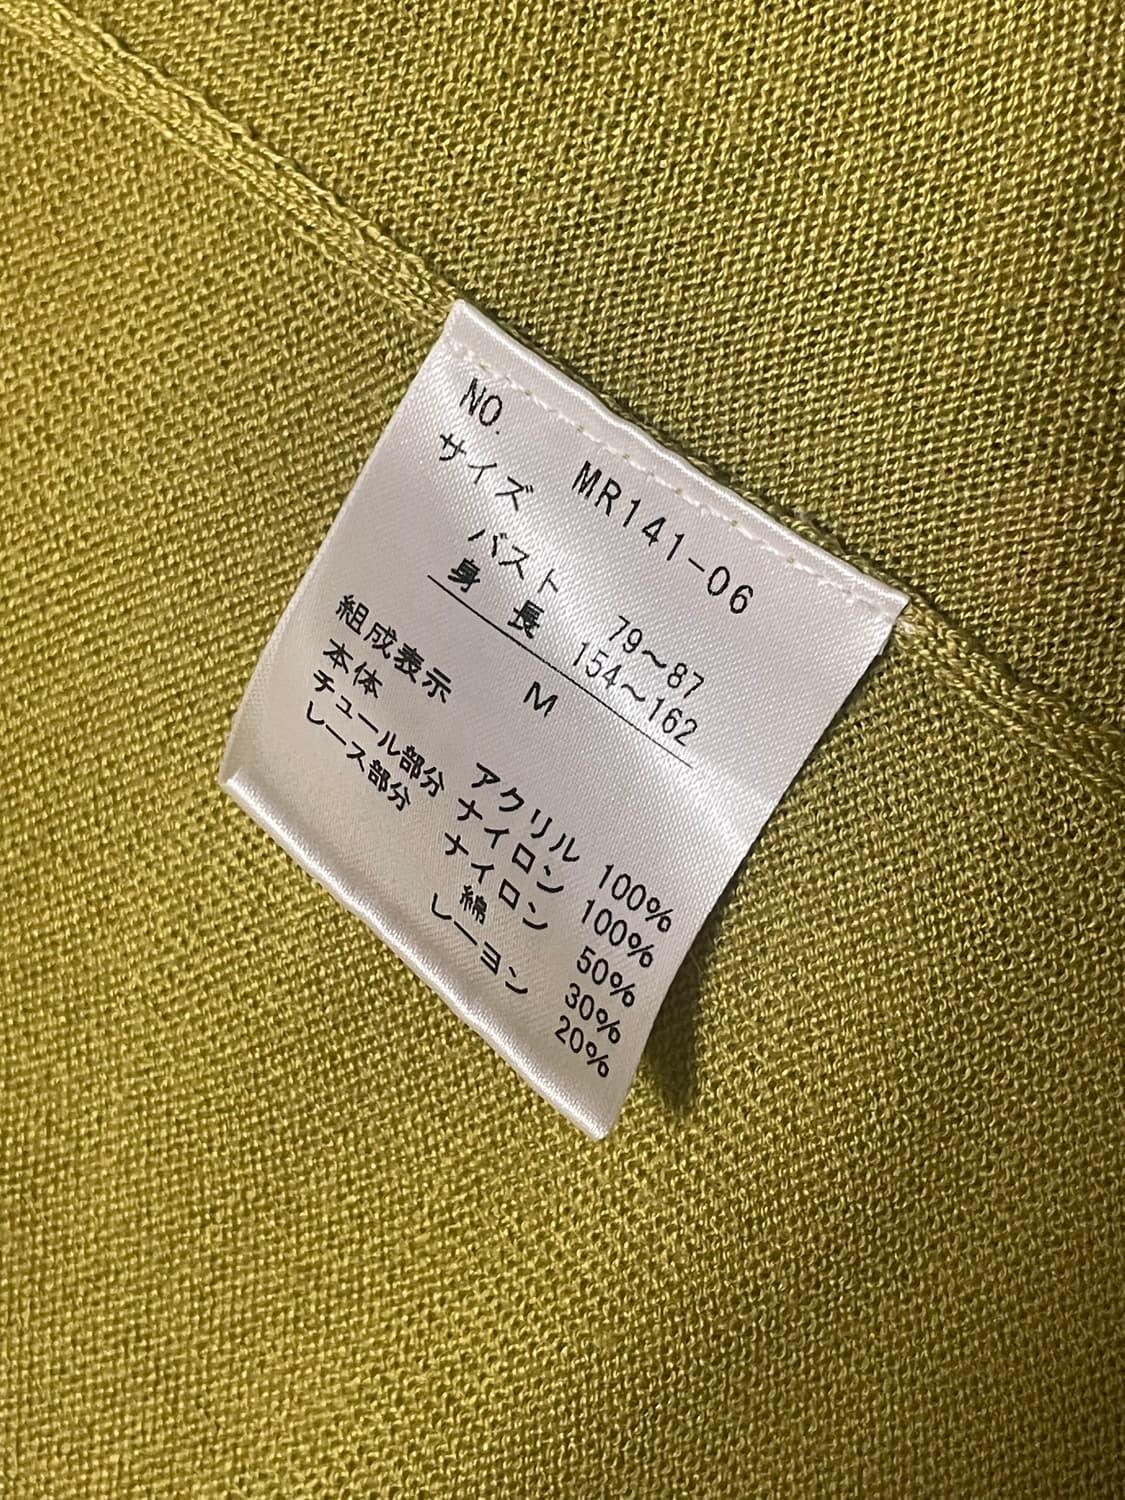 NO. MR141-06
サイズ
バスト 79～87
身長 154～162
M
組成表示
本体 アクリル 100%
チュール部分 ナイロン 100%
レース部分 ナイロン 50%
綿 30%
レーヨン 20%